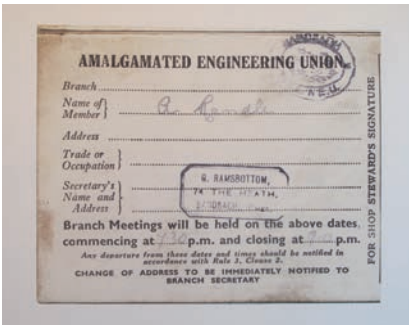 AMALGAMATED ENGINEERING UNION
Branch
Name of
Member
Address
Trade or
Occupation
Secretary's
Name and
Address
RAMSBOTTOM,
THE HEATH,
Branch Meetings will be held on the above dates,
commencing at 7.30 p.m. and closing at p.m.
Any departure from these dates and times should be notified in
accordance with Rule 3, Clause 2.
CHANGE OF ADDRESS TO BE IMMEDIATELY NOTIFIED TO
BRANCH SECRETARY
FOR SHOP STEWARD'S SIGNATURE
A.E.U.